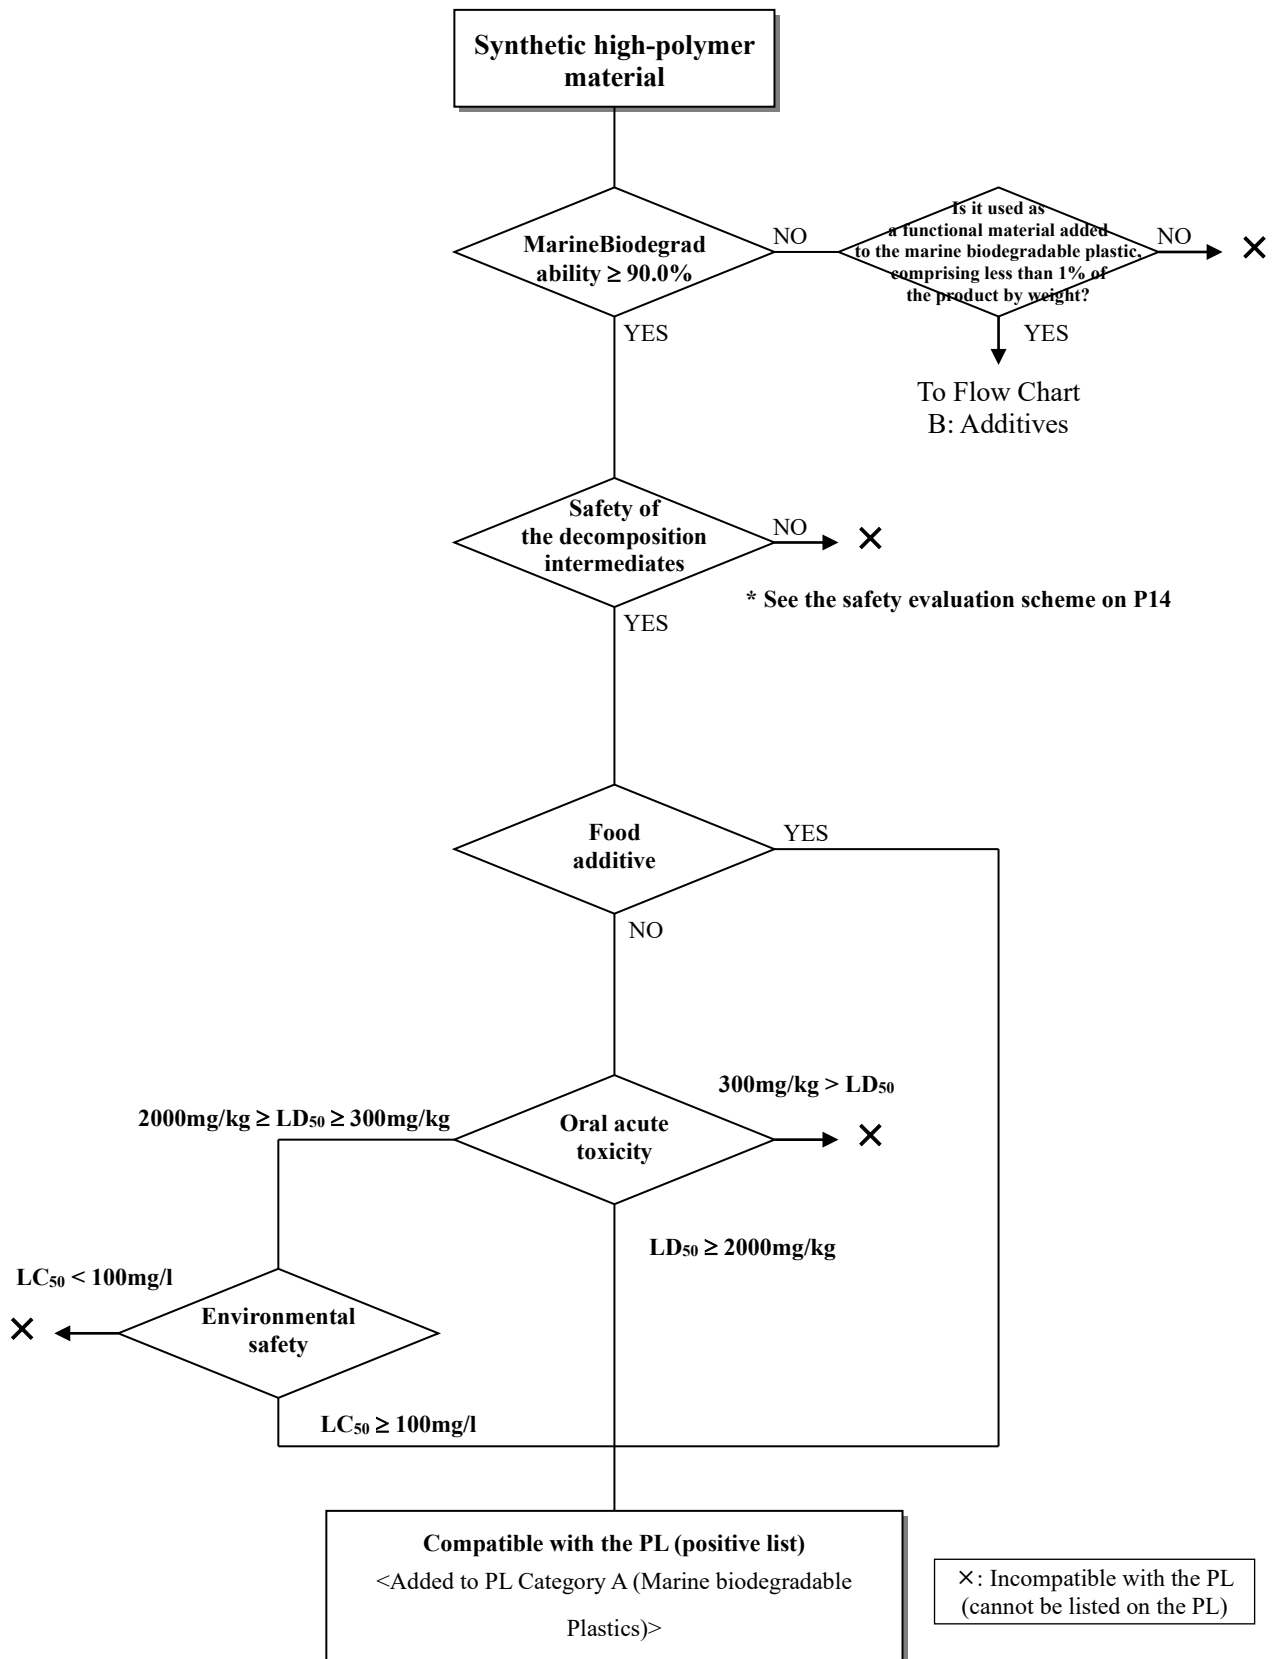 Synthetic high-polymer
material
MarineBiodegrad
ability ≥ 90.0%
NO
Is it used as
a functional material added
to the marine biodegradable plastic,
comprising less than 1% of
the product by weight?
NO
×
YES
YES
To Flow Chart
B: Additives
Safety of
the decomposition
intermediates
NO
×
* See the safety evaluation scheme on P14
YES
Food
additive
YES
NO
300mg/kg > LD₅₀
2000mg/kg ≥ LD₅₀ ≥ 300mg/kg
Oral acute
toxicity
×
LD₅₀ ≥ 2000mg/kg
LC₅₀ < 100mg/l
×
Environmental
safety
LC₅₀ ≥ 100mg/l
Compatible with the PL (positive list)
<Added to PL Category A (Marine biodegradable
Plastics)>
×: Incompatible with the PL
(cannot be listed on the PL)